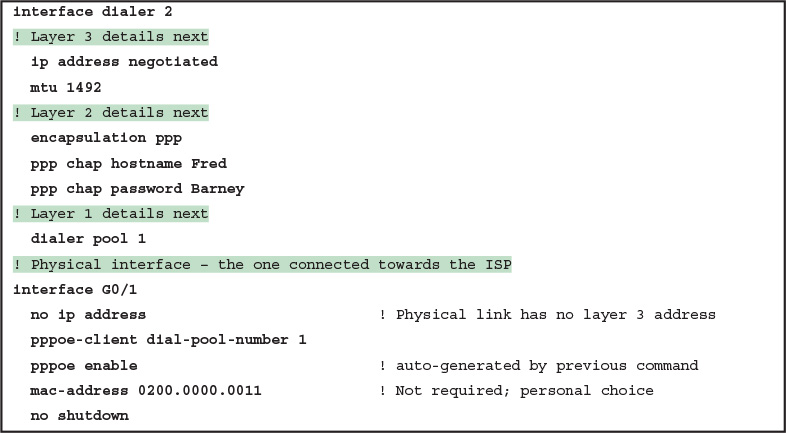 interface dialer 2
! Layer 3 details next
ip address negotiated
mtu 1492
! Layer 2 details next
encapsulation ppp
ppp chap hostname Fred
ppp chap password Barney
! Layer 1 details next
dialer pool 1
! Physical interface – the one connected towards the ISP
interface G0/1
no ip address ! Physical link has no layer 3 address
pppoe-client dial-pool-number 1
pppoe enable ! auto-generated by previous command
mac-address 0200.0000.0011 ! Not required; personal choice
no shutdown